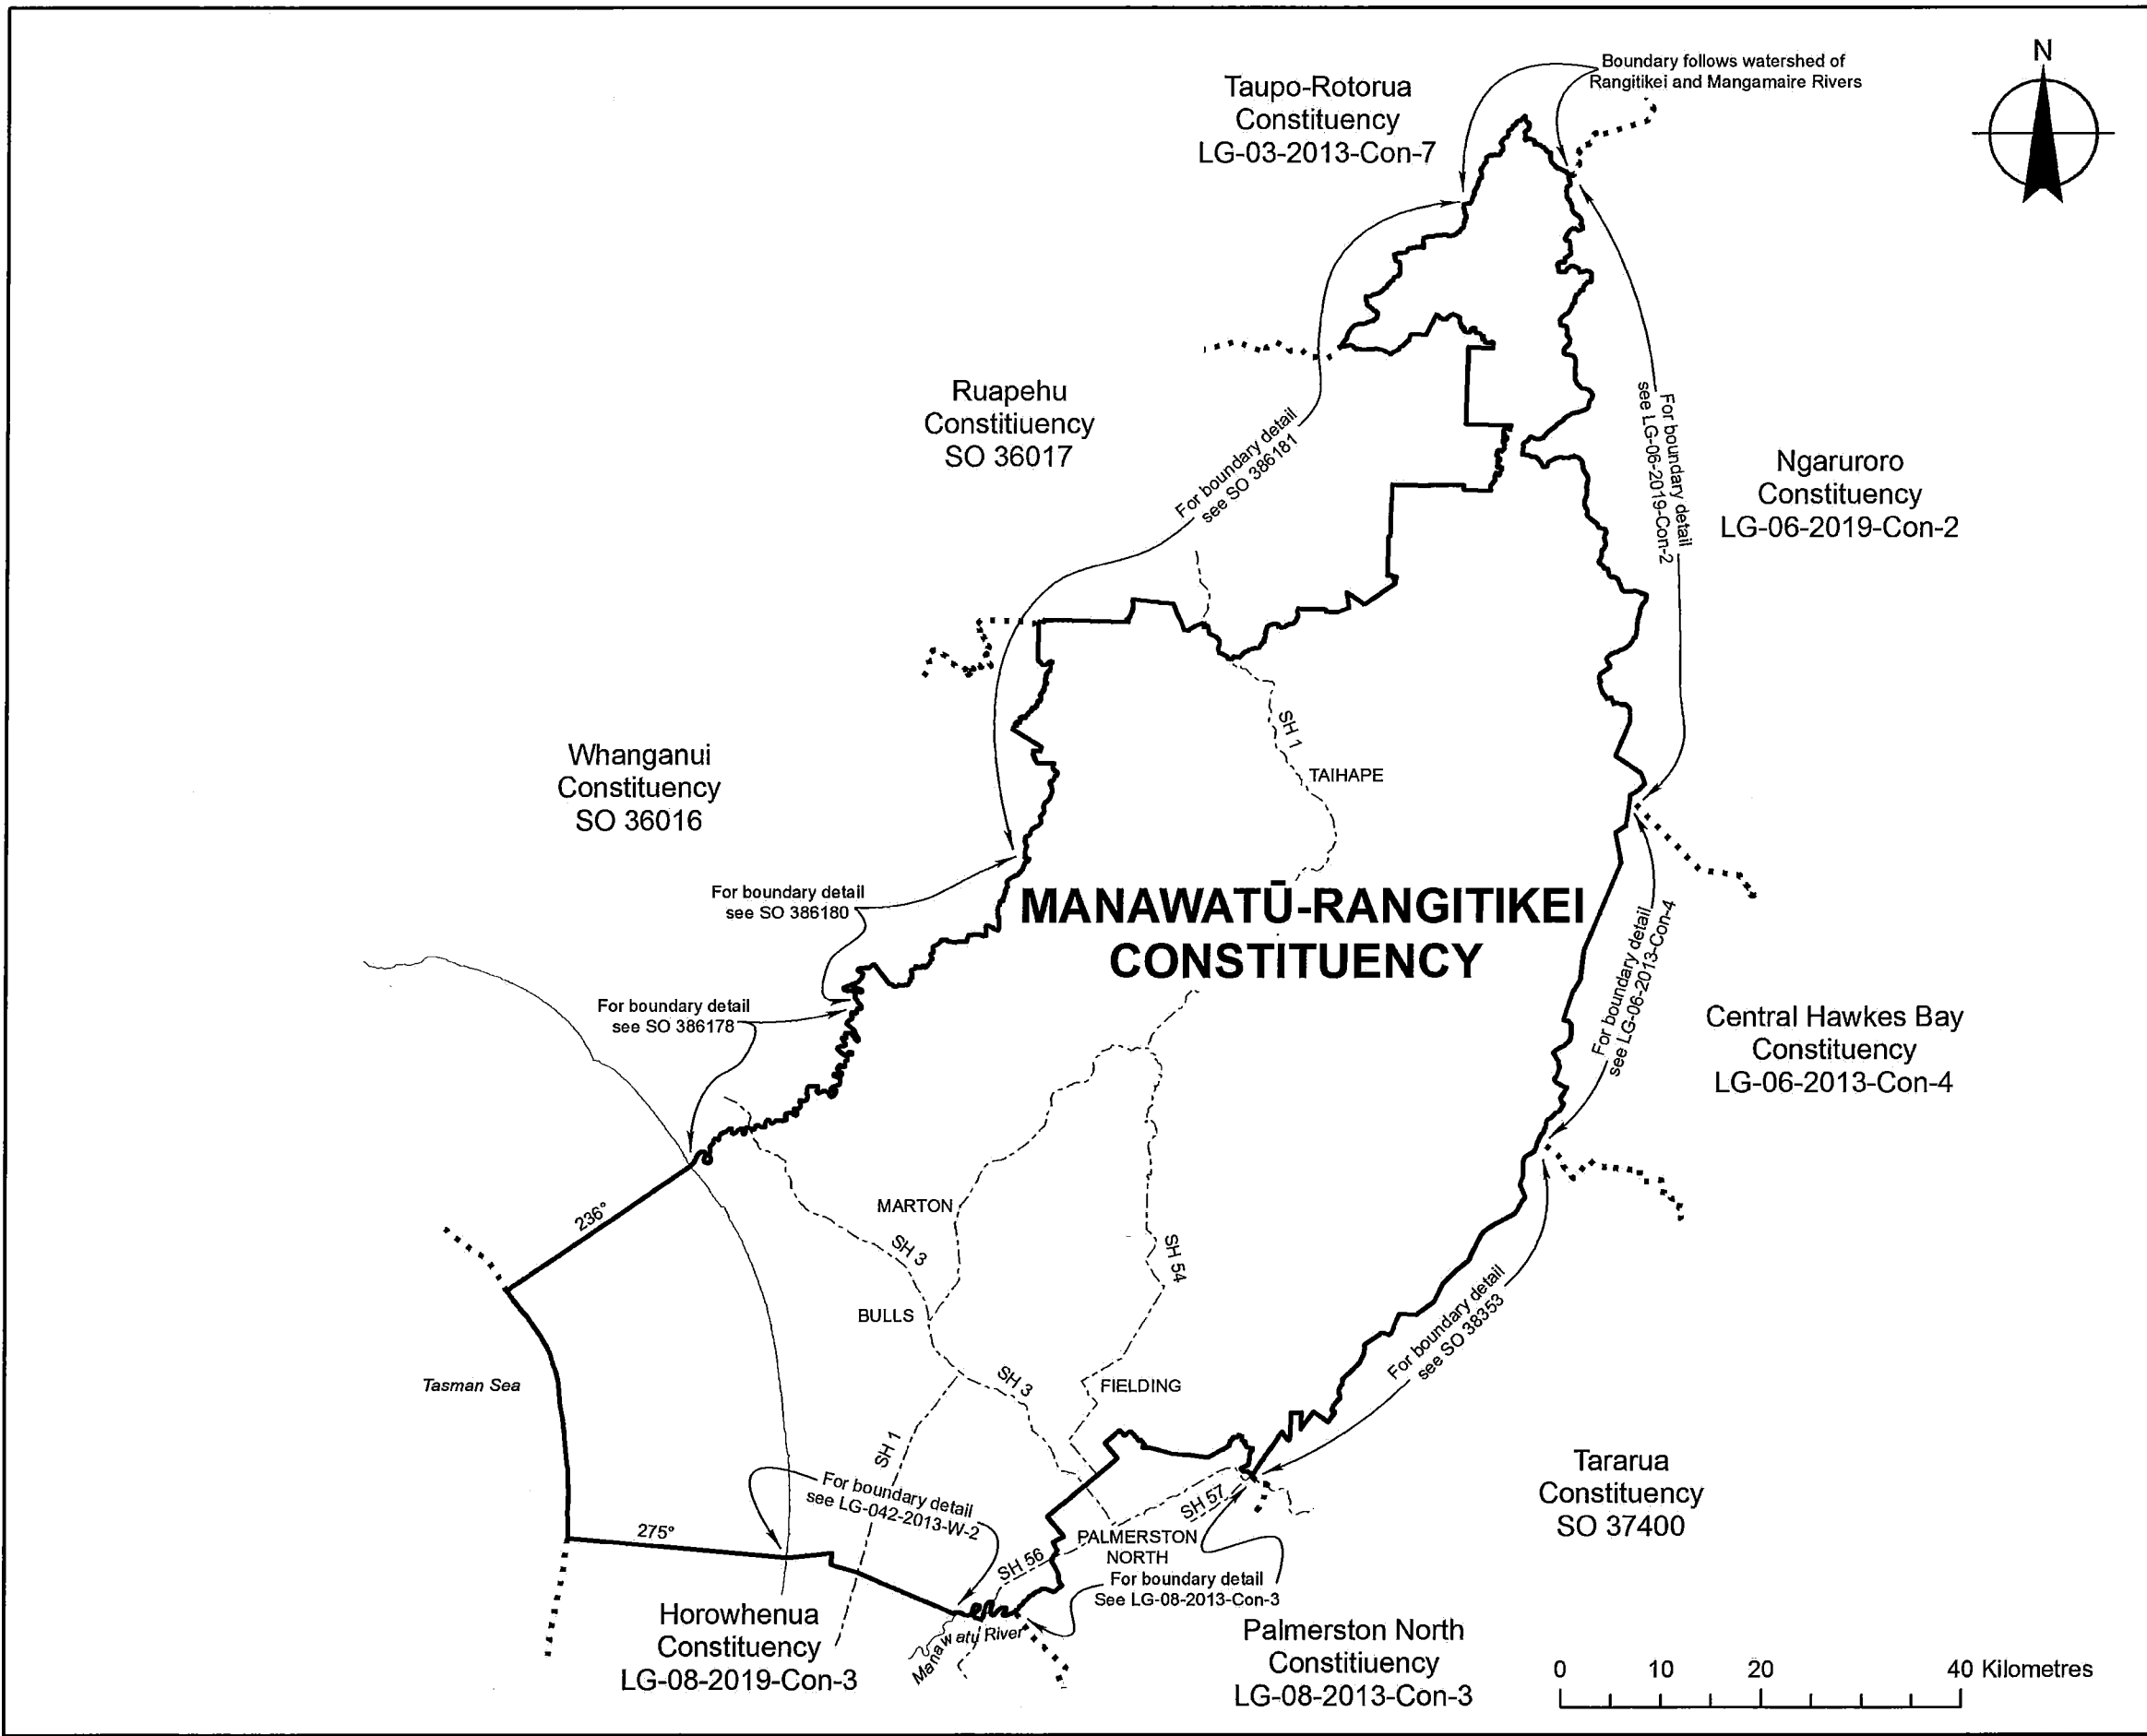 Boundary follows watershed of
Rangitikei and Mangamaire Rivers
N
Taupo-Rotorua
Constituency
LG-03-2013-Con-7
Ruapehu
Constitiuency
SO 36017
For boundary detail
see SO 386181
For boundary detail
see LG-06-2019-Con-2
Ngaruroro
Constituency
LG-06-2019-Con-2
SH 1
TAIHAPE
Whanganui
Constituency
SO 36016
For boundary detail
see SO 386180
MANAWATŪ-RANGITIKEI
CONSTITUENCY
For boundary detail
see LG-06-2013-Con-4
For boundary detail
see SO 386178
Central Hawkes Bay
Constituency
LG-06-2013-Con-4
236°
MARTON
SH 3
SH 54
BULLS
For boundary detail
see SO 38353
Tasman Sea
SH 3
FIELDING
SH 1
For boundary detail
see LG-042-2013-W-2
275°
SH 57
PALMERSTON
NORTH
SH 56
For boundary detail
See LG-08-2013-Con-3
Tararua
Constituency
SO 37400
Horowhenua
Constituency
LG-08-2019-Con-3
Manawatu River
Palmerston North
Constitiuency
LG-08-2013-Con-3
0 10 20 40 Kilometres